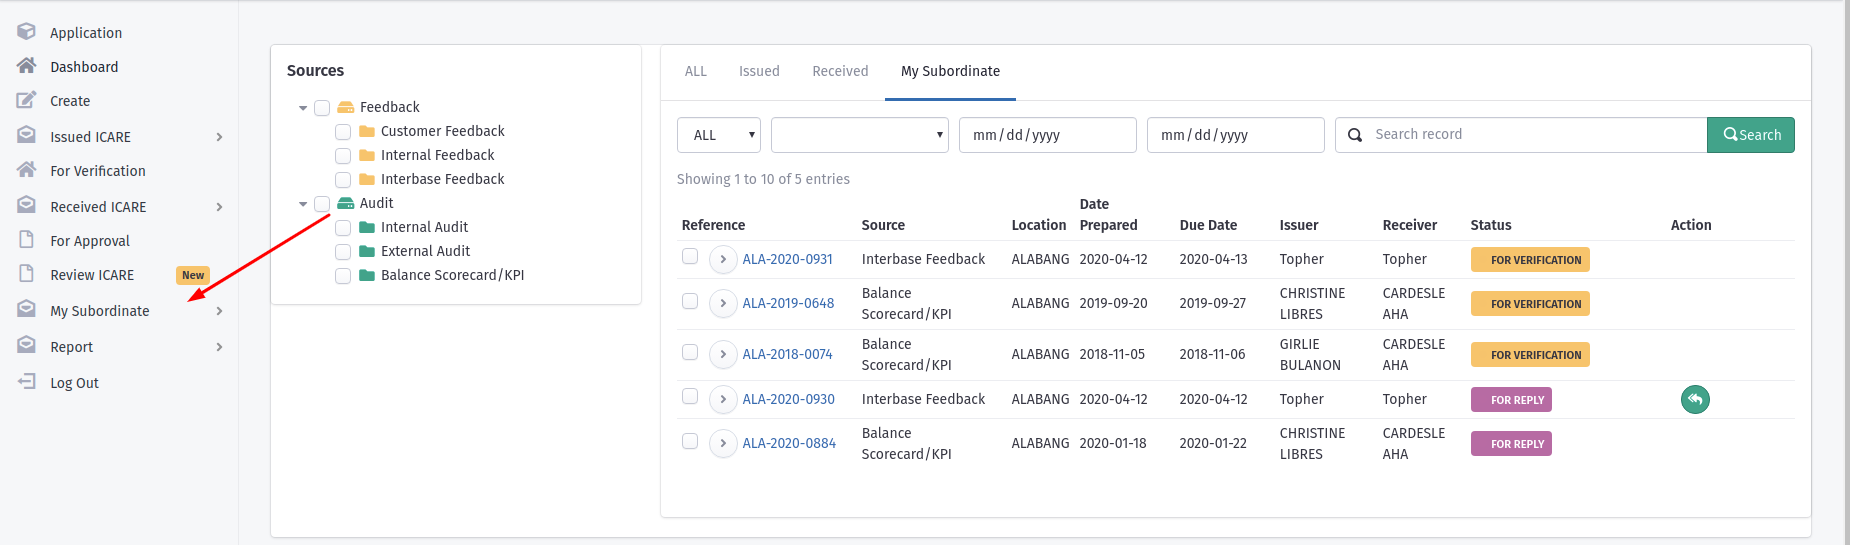 Application
Dashboard
Create
Issued ICARE
For Verification
Received ICARE
For Approval
Review ICARE New
My Subordinate
Report
Log Out
Sources
Feedback
Customer Feedback
Internal Feedback
Interbase Feedback
Audit
Internal Audit
External Audit
Balance Scorecard/KPI
ALL Issued Received My Subordinate
ALL mm/dd/yyyy mm/dd/yyyy Search record Search
Showing 1 to 10 of 5 entries
Reference Source Location Date Prepared Due Date Issuer Receiver Status Action
ALA-2020-0931 Interbase Feedback ALABANG 2020-04-12 2020-04-13 Topher Topher FOR VERIFICATION
ALA-2019-0648 Balance Scorecard/KPI ALABANG 2019-09-20 2019-09-27 CHRISTINE LIBRES CARDESLE AHA FOR VERIFICATION
ALA-2018-0074 Balance Scorecard/KPI ALABANG 2018-11-05 2018-11-06 GIRLIE BULANON CARDESLE AHA FOR VERIFICATION
ALA-2020-0930 Interbase Feedback ALABANG 2020-04-12 2020-04-12 Topher Topher FOR REPLY
ALA-2020-0884 Balance Scorecard/KPI ALABANG 2020-01-18 2020-01-22 CHRISTINE LIBRES CARDESLE AHA FOR REPLY